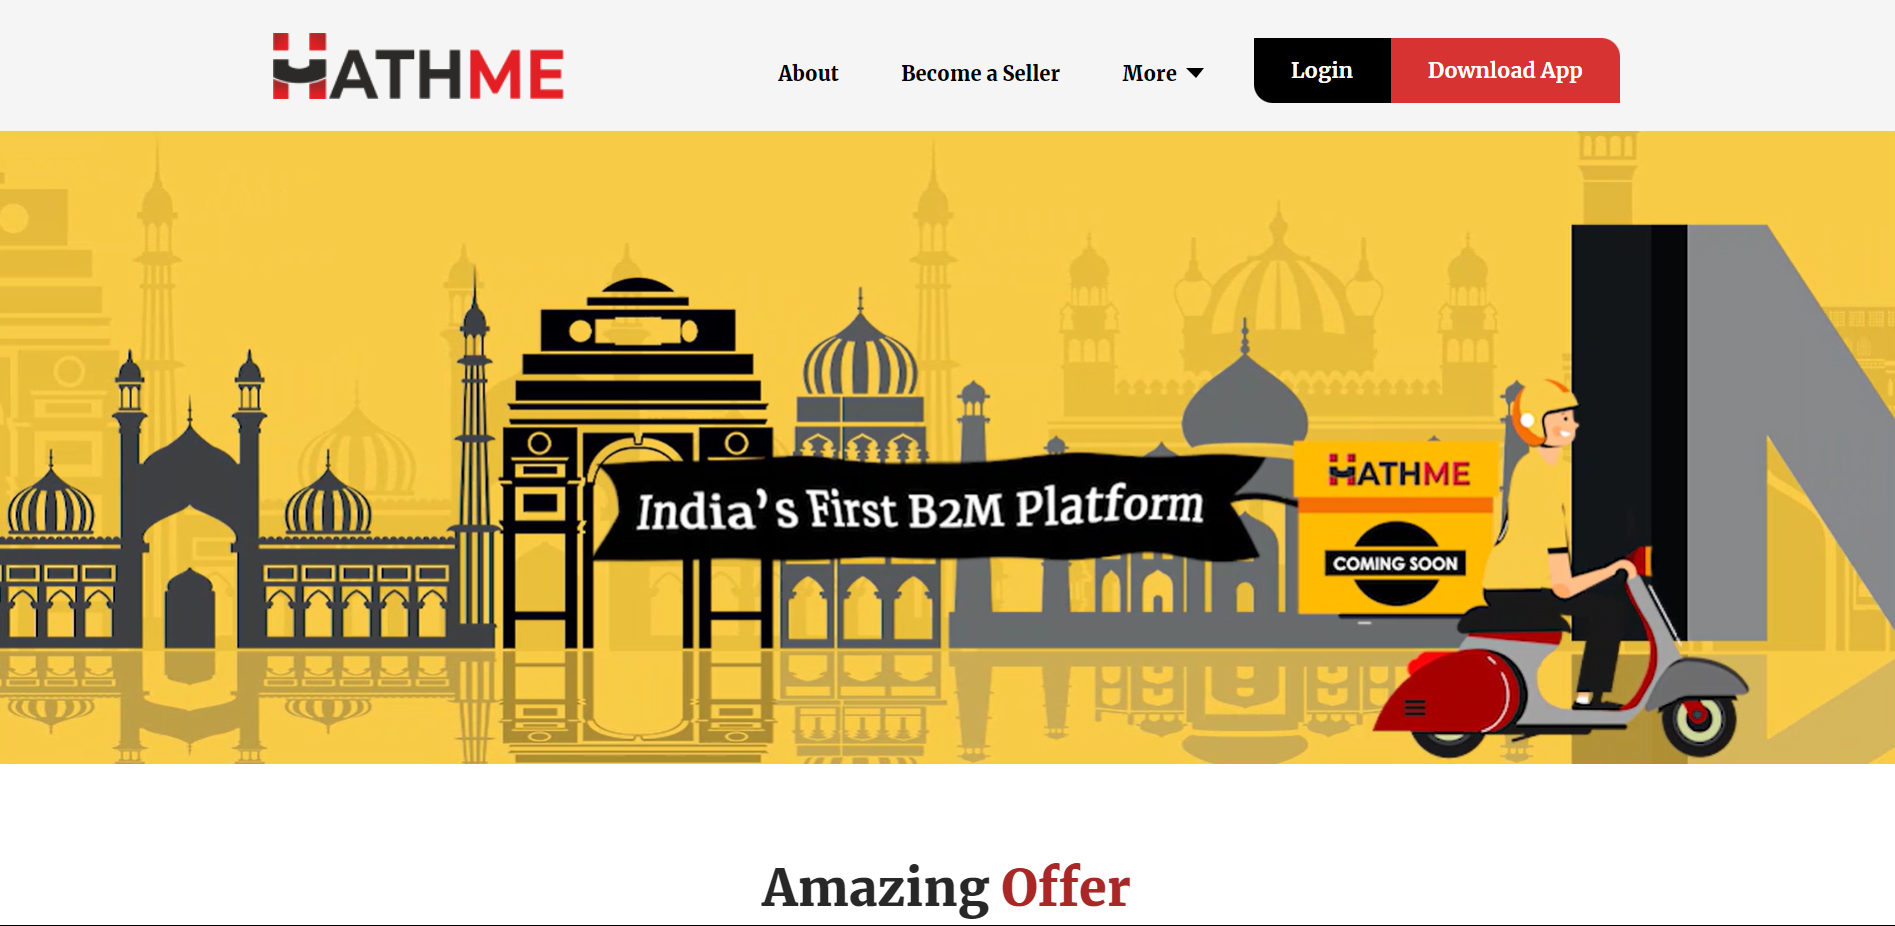 HATHME
About
Become a Seller
More
Login
Download App
India's First B2M Platform
HATHME
COMING SOON
Amazing Offer